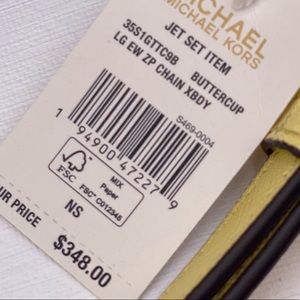 MICHAEL
MICHAEL KORS
JET SET ITEM
35S1GTTC9B BUTTERCUP
LG EW ZP CHAIN XBDY
S469-0004
1 94900 47227 9
FSC
MIX
Paper
FSC® C012345
NS
UR PRICE
$348.00